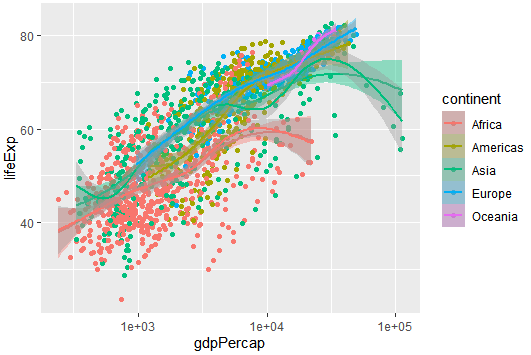 80
60
40
lifeExp
1e+03
1e+04
1e+05
gdpPercap
continent
Africa
Americas
Asia
Europe
Oceania